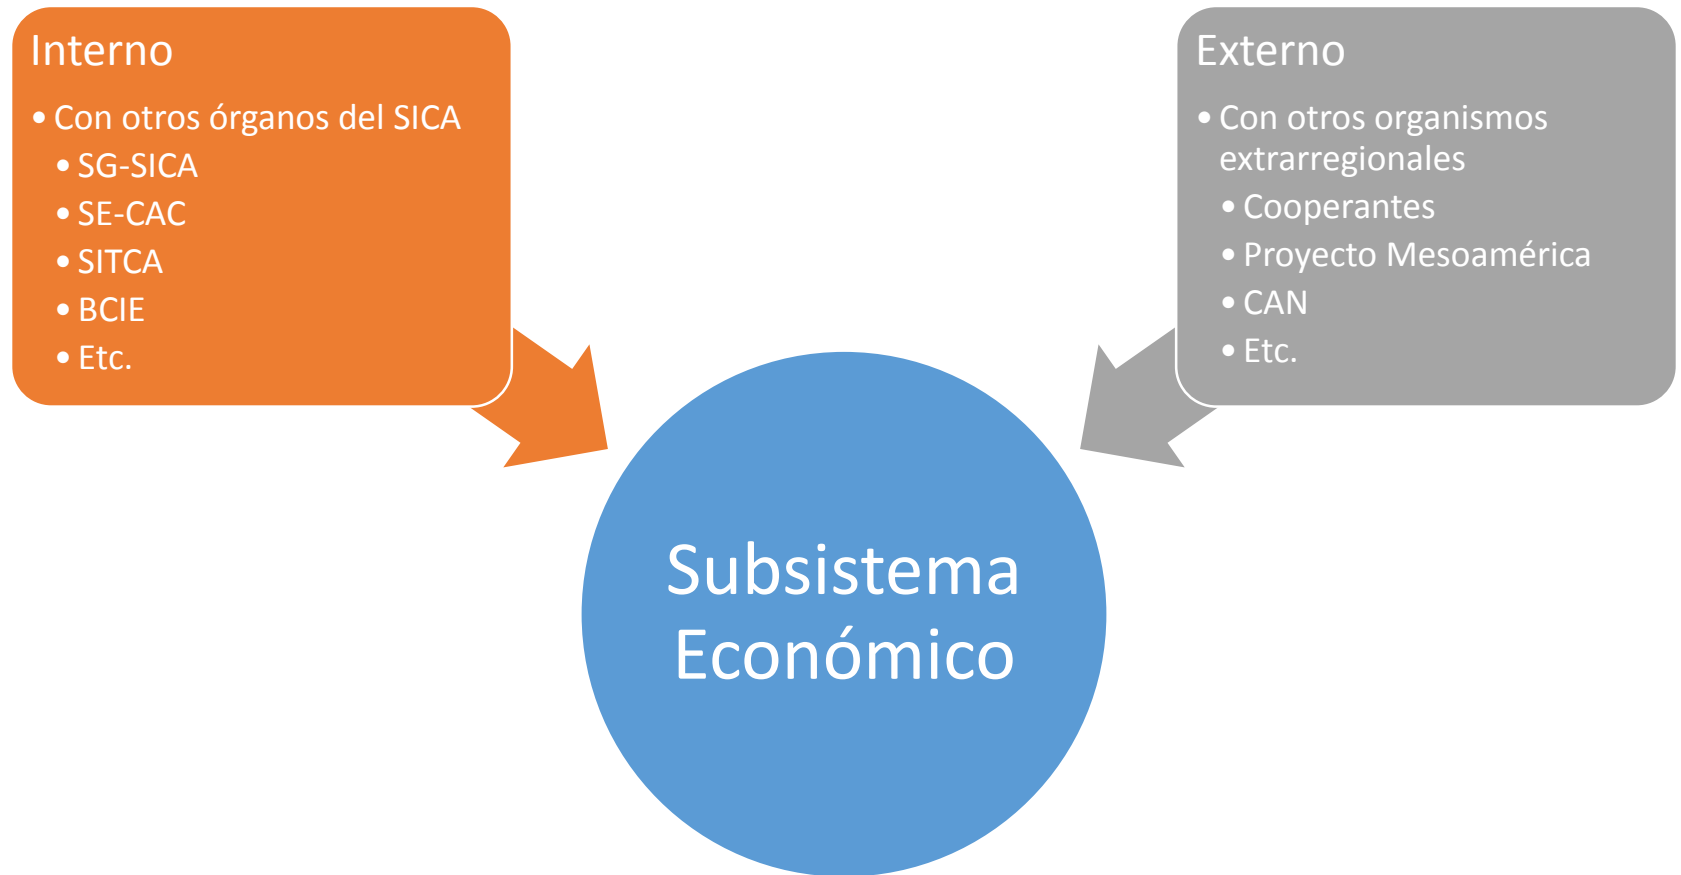 Interno
• Con otros órganos del SICA
• SG-SICA
• SE-CAC
• SITCA
• BCIE
• Etc.
Externo
• Con otros organismos
extrarregionales
• Cooperantes
• Proyecto Mesoamérica
• CAN
• Etc.
Subsistema
Económico